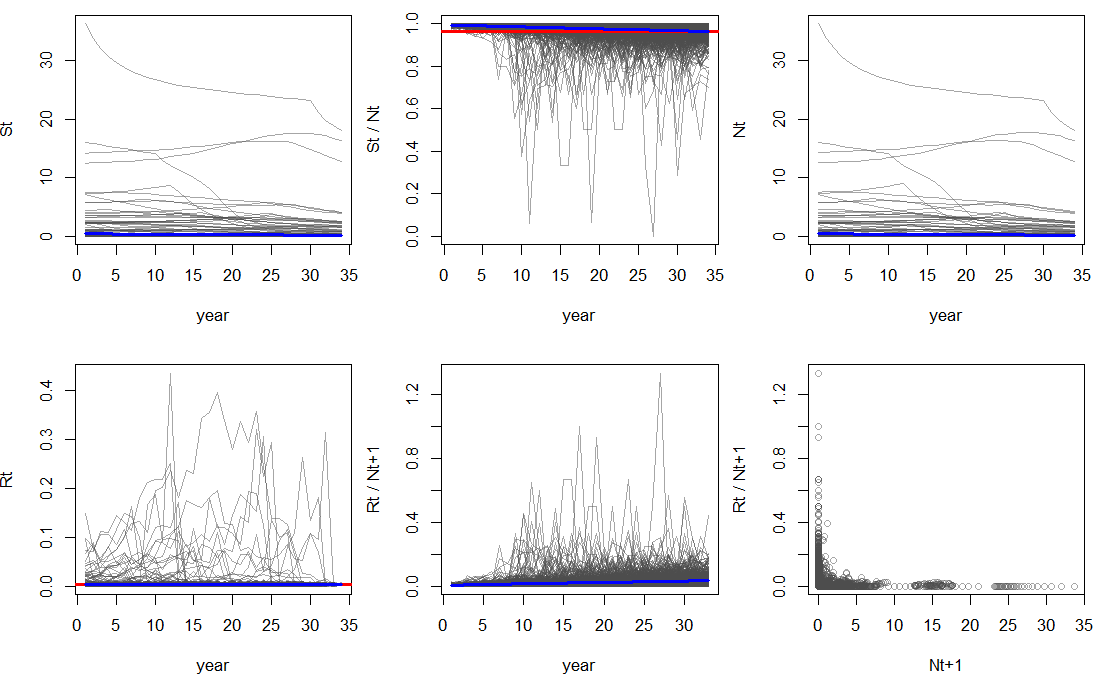 St
0 10 20 30
0 5 10 15 20 25 30 35
year
St / Nt
0.0 0.2 0.4 0.6 0.8 1.0
0 5 10 15 20 25 30 35
year
Nt
0 10 20 30
0 5 10 15 20 25 30 35
year
Rt
0.0 0.1 0.2 0.3 0.4
0 5 10 15 20 25 30 35
year
Rt / Nt+1
0.0 0.4 0.8 1.2
0 5 10 15 20 25 30
year
Rt / Nt+1
0.0 0.4 0.8 1.2
0 5 10 15 20 25 30 35
Nt+1